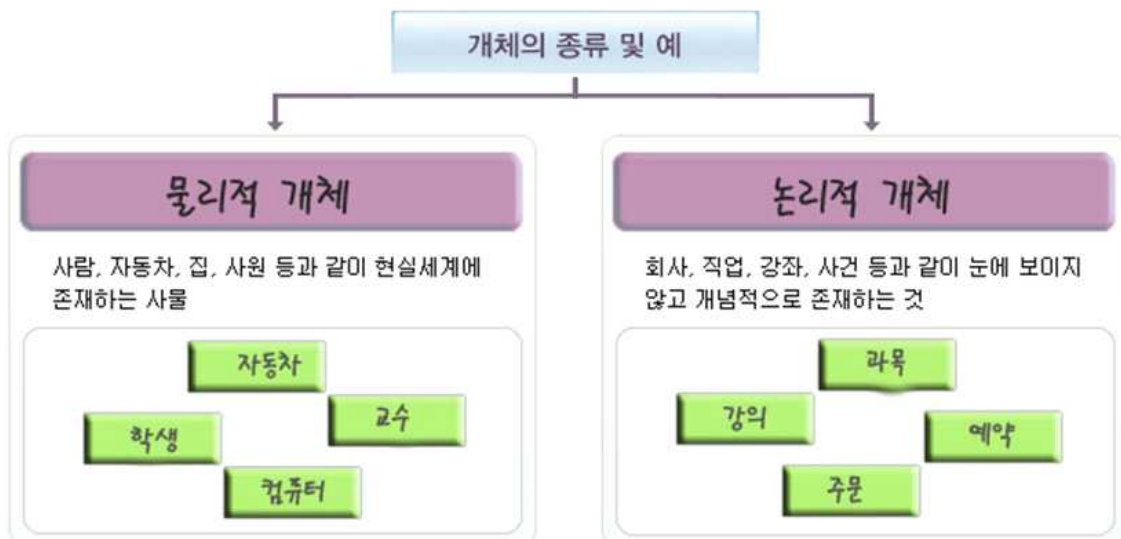 개체의 종류 및 예
물리적 개체
사람, 자동차, 집, 사원 등과 같이 현실세계에
존재하는 사물
자동차
교수
학생
컴퓨터
논리적 개체
회사, 직업, 강좌, 사건 등과 같이 눈에 보이지
않고 개념적으로 존재하는 것
과목
강의
예약
주문